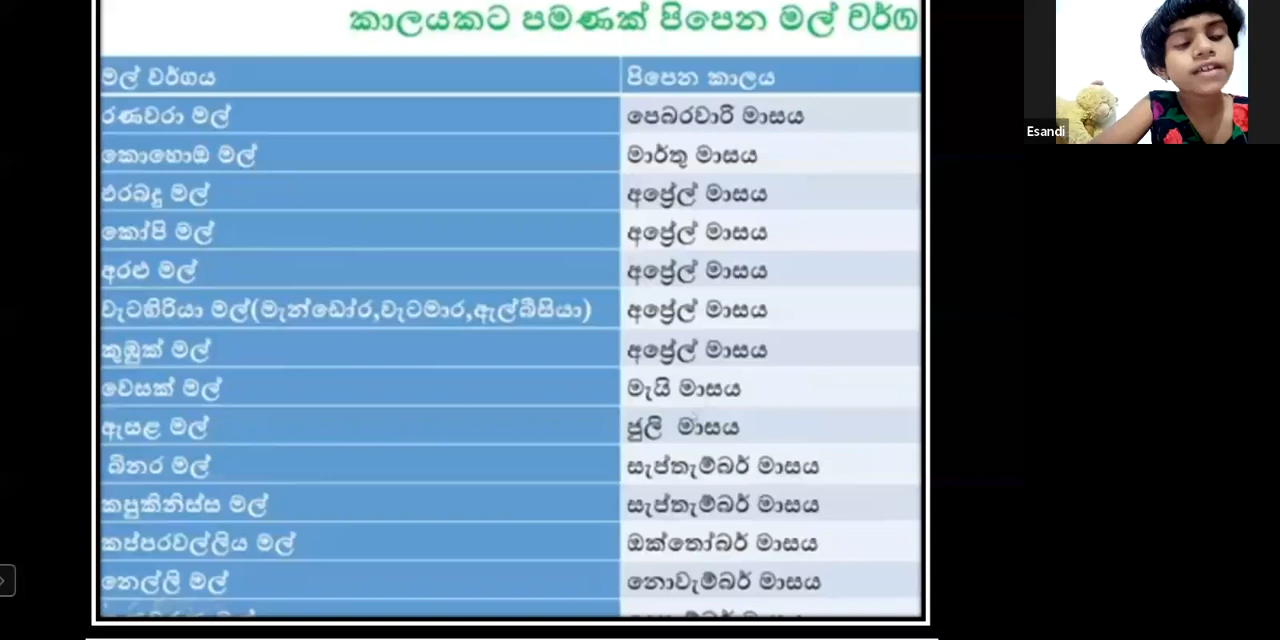 කාලයකට පමණක් පිපෙන මල් වර්ග
මල් වර්ගය පිපෙන කාලය
රණවරා මල් පෙබරවාරි මාසය
කොහොඹ මල් මාර්තු මාසය
එරබදු මල් අප්‍රේල් මාසය
කෝපි මල් අප්‍රේල් මාසය
අරළු මල් අප්‍රේල් මාසය
වැටහිරියා මල්(මැන්ඩෝර,වැටමාර,ඇල්බීසියා) අප්‍රේල් මාසය
කුඹුක් මල් අප්‍රේල් මාසය
වෙසක් මල් මැයි මාසය
ඇසළ මල් ජුලි මාසය
බිනර මල් සැප්තැම්බර් මාසය
කපුකිනිස්ස මල් සැප්තැම්බර් මාසය
කප්පරවල්ලිය මල් ඔක්තෝබර් මාසය
නෙල්ලි මල් නොවැම්බර් මාසය
Esandi